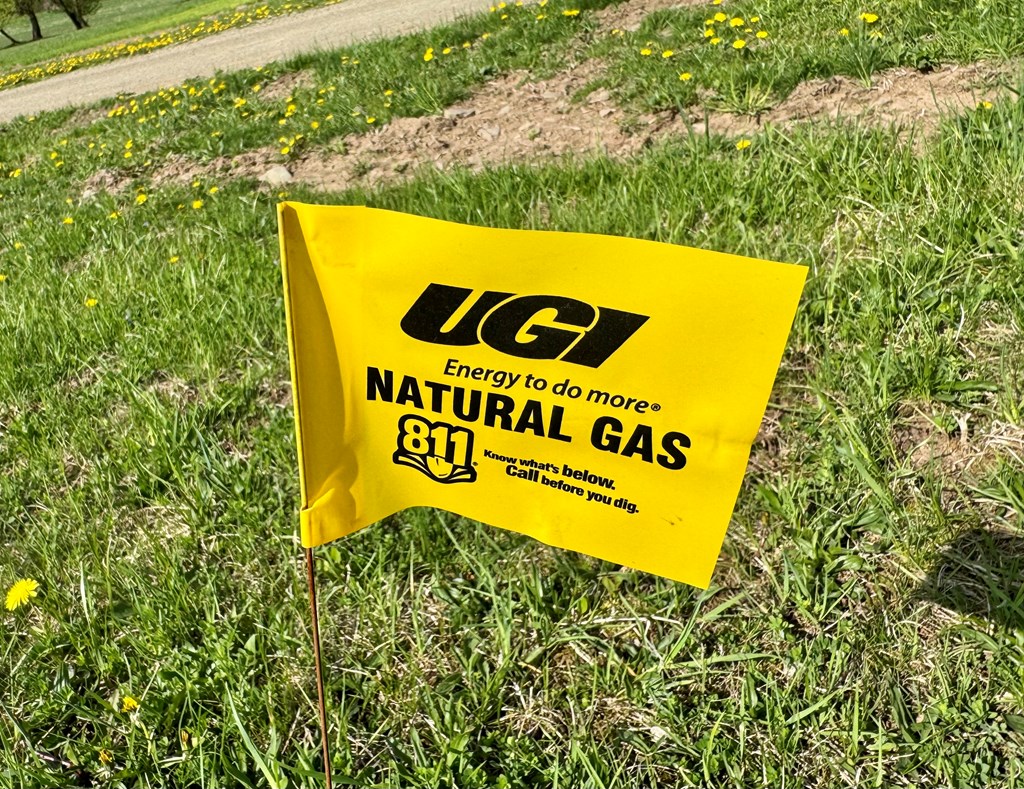 UGI
Energy to do more®
NATURAL GAS
811®
Know what's below.
Call before you dig.